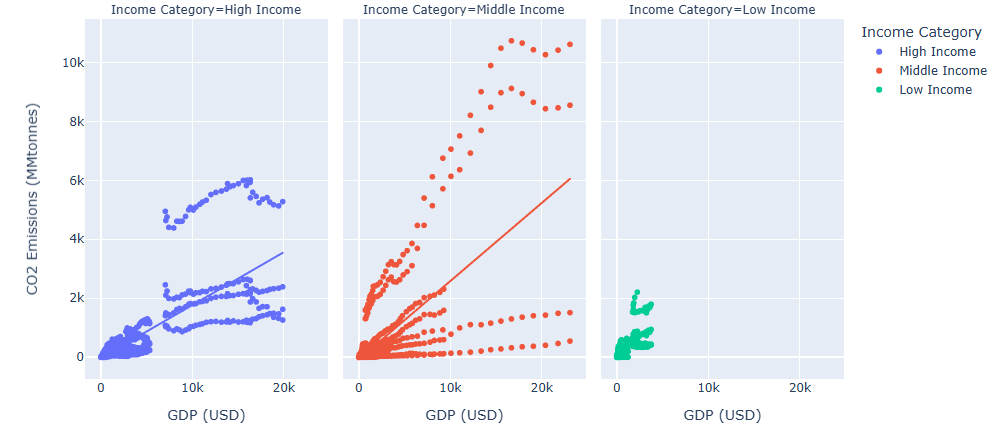 Income Category=High Income
Income Category=Middle Income
Income Category=Low Income
Income Category
High Income
Middle Income
Low Income
CO2 Emissions (MMtonnes)
10k
8k
6k
4k
2k
0
0
10k
20k
0
10k
20k
0
10k
20k
GDP (USD)
GDP (USD)
GDP (USD)